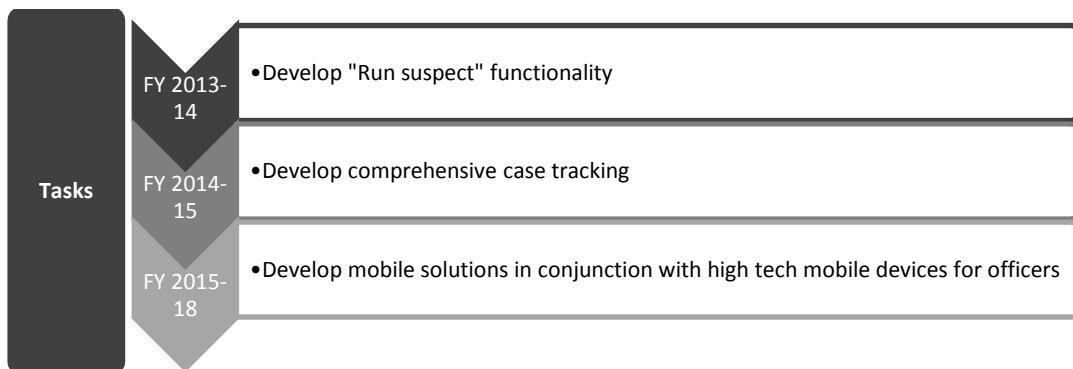 Tasks
FY 2013-
14
•Develop "Run suspect" functionality
FY 2014-
15
•Develop comprehensive case tracking
FY 2015-
18
•Develop mobile solutions in conjunction with high tech mobile devices for officers